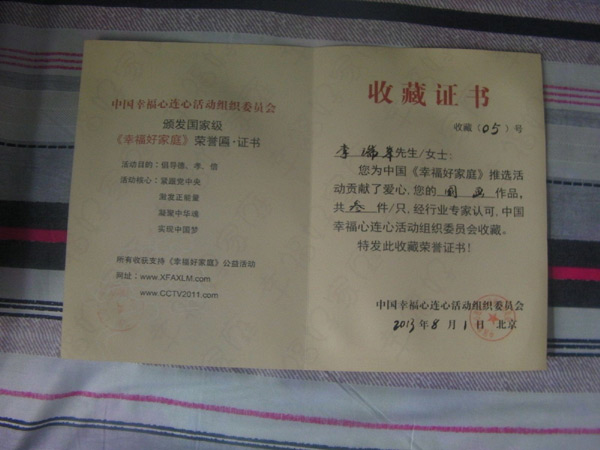 中国幸福心连心活动组织委员会
颁发国家级
《幸福好家庭》荣誉匾·证书
活动目的：倡导德、孝、信
活动核心：紧跟党中央
激发正能量
凝聚中华魂
实现中国梦
所有收获支持《幸福好家庭》公益活动
网址：www.XFAXLM.com
www.CCTV2011.com
收藏证书
收藏（05）号
李 先生/女士：
您为中国《幸福好家庭》推选活
动贡献了爱心，您的 国画 作品，
共 叁 件/只，经行业专家认可，中国
幸福心连心活动组织委员会收藏。
特发此收藏荣誉证书！
中国幸福心连心活动组织委员会
2013年8月1日 北京